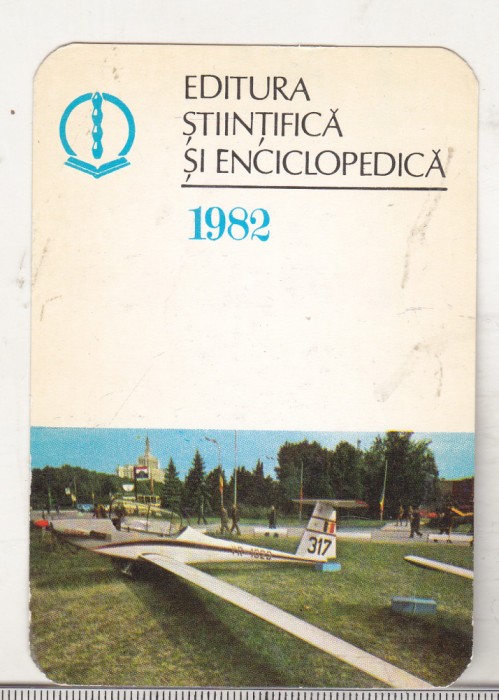 EDITURA
ȘTIINȚIFICĂ
ȘI ENCICLOPEDICĂ
1982
317